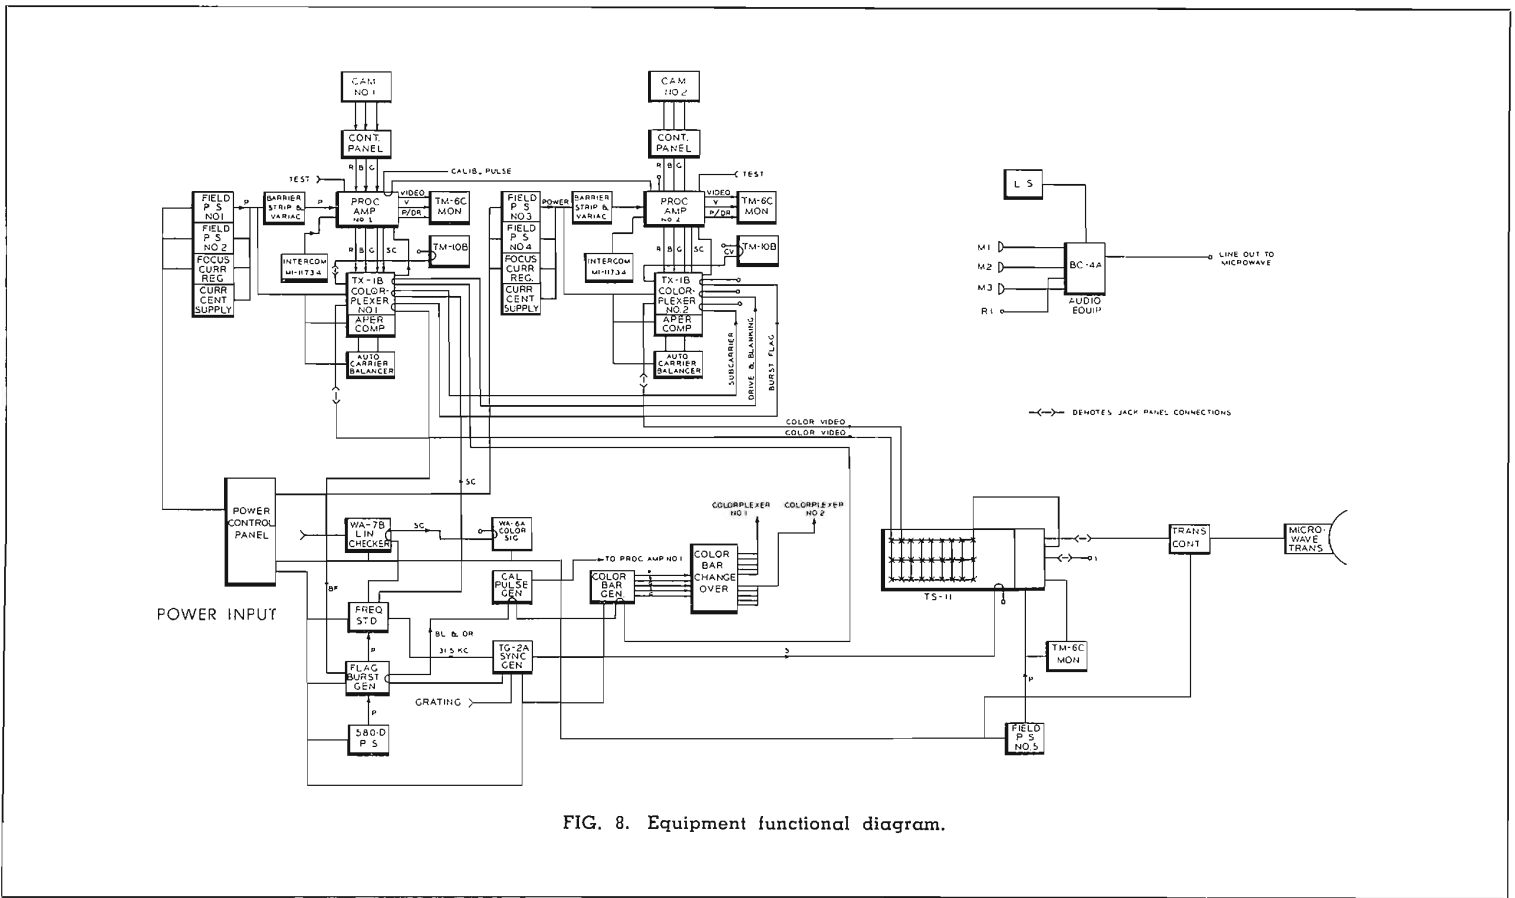 CAM
NO.1
CONT.
PANEL
R B G
TEST
CALIB. PULSE
FIELD
P S
NO1
FIELD
P S
NO.2
FOCUS
CURR
REG.
CURR
CENT
SUPPLY
P
BARRIER
STRIP &
VARIAC
P
PROC
AMP
NO.1
VIDEO
V
P/DR
TM-6C
MON
TM-10B
INTERCOM
MI-11734
R B G SC
TX-1B
COLOR-
PLEXER
NO.1
APER
COMP
AUTO
CARRIER
BALANCER
CAM
NO.2
CONT.
PANEL
R B G
TEST
FIELD
P S
NO3
FIELD
P S
NO.4
FOCUS
CURR
REG.
CURR
CENT
SUPPLY
POWER
BARRIER
STRIP &
VARIAC
PROC
AMP
NO.2
VIDEO
V
P/DR
TM-6C
MON
CV
TM-10B
INTERCOM
MI-11734
R B G SC
TX-1B
COLOR-
PLEXER
NO.2
APER
COMP
AUTO
CARRIER
BALANCER
SUBCARRIER
DRIVE & BLANKING
BURST FLAG
L S
M1
M2
M3
R1
BC-4A
AUDIO
EQUIP
LINE OUT TO
MICROWAVE
DENOTES JACK PANEL CONNECTIONS
COLOR VIDEO
COLOR VIDEO
POWER
CONTROL
PANEL
POWER INPUT
SC
WA-7B
LIN
CHECKER
SC
WA-8A
COLOR
SIG
BF
FREQ
STD
P
FLAG
BURST
GEN
P
580-D
P S
BL & DR
31.5 KC
GRATING
CAL
PULSE
GEN
TG-2A
SYNC
GEN
TO PROC AMP NO1
COLOR
BAR
GEN.
COLOR
BAR
CHANGE
OVER
COLORPLEXER
NO1
COLORPLEXER
NO.2
S
TS-11
TM-6C
MON
P
FIELD
P S
NO.5
TRANS
CONT
MICRO-
WAVE
TRANS
FIG. 8. Equipment functional diagram.